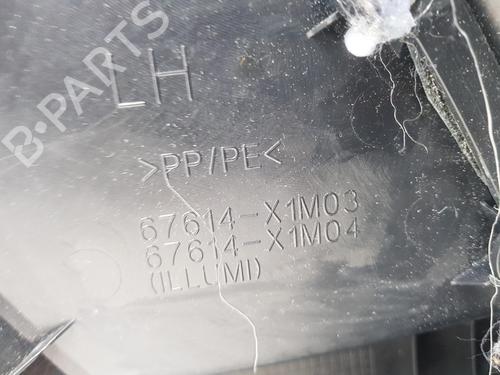 B-PARTS
LH
>PP/PE<
67614-X1M03
67614-X1M04
(ILLUMI)